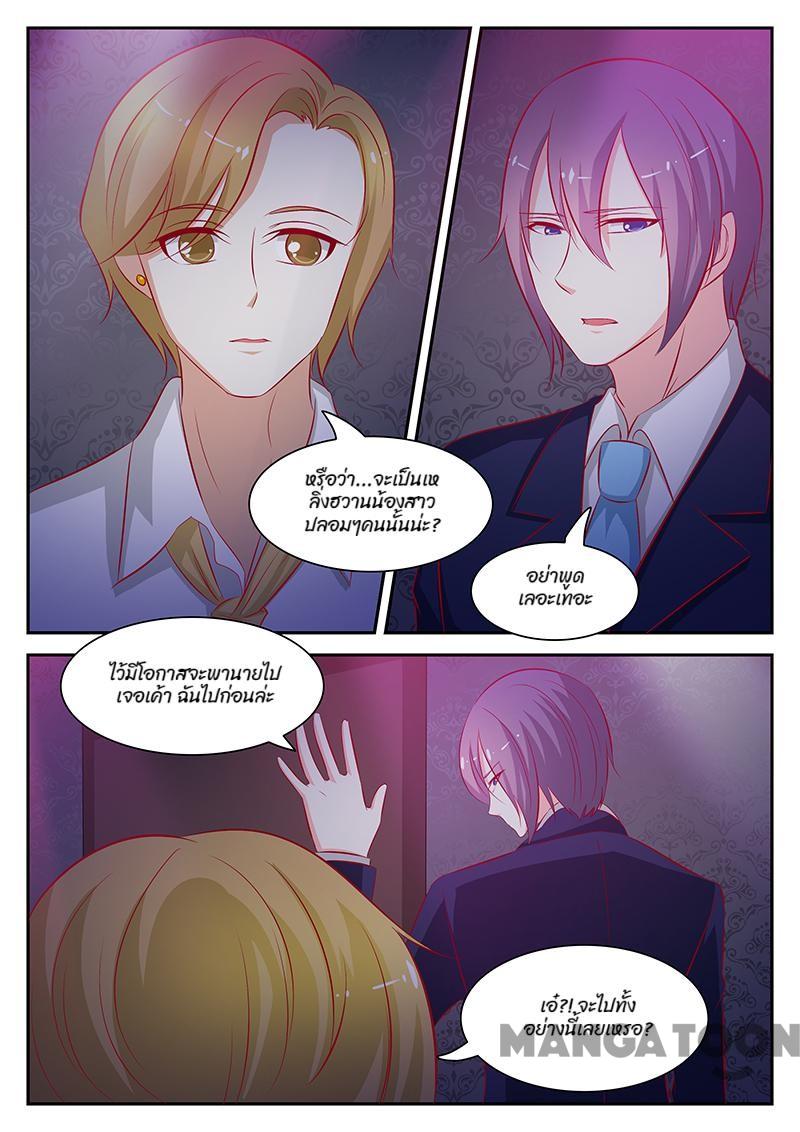 หรือว่า...จะเป็นเห
ลิ่งฮวานน้องสาว
ปลอมๆคนนั้นน่ะ?
อย่าพูด
เลอะเทอะ
ไว้มีโอกาสจะพานายไป
เจอเค้า ฉันไปก่อนล่ะ
เอ๋?! จะไปทั้ง
อย่างนี้เลยเหรอ?
MANGATOON